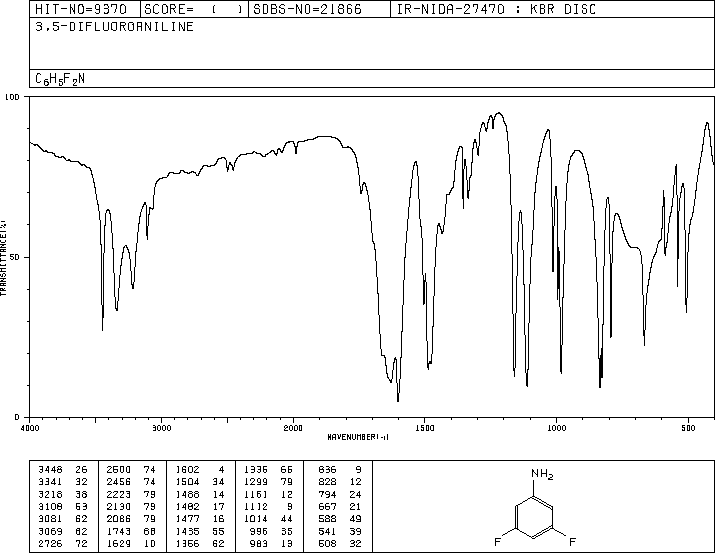 HIT-NO=9370 SCORE= ( ) SDBS-NO=21866 IR-NIDA-27470 : KBR DISC
3,5-DIFLUOROANILINE
C6H5F2N
100
50
0
TRANSMITTANCE(%)
4000 3000 2000 1500 1000 500
WAVENUMBER(-1)
3448 26 2500 74 1602 4 1336 66 836 9
3341 32 2456 74 1504 34 1299 79 828 12
3218 38 2223 79 1488 14 1161 12 794 24
3108 53 2130 79 1482 17 1112 9 667 21
3081 62 2086 79 1477 16 1014 44 588 49
3069 62 1743 68 1435 55 996 35 541 39
2726 72 1629 10 1356 62 983 13 508 32
NH2
F F